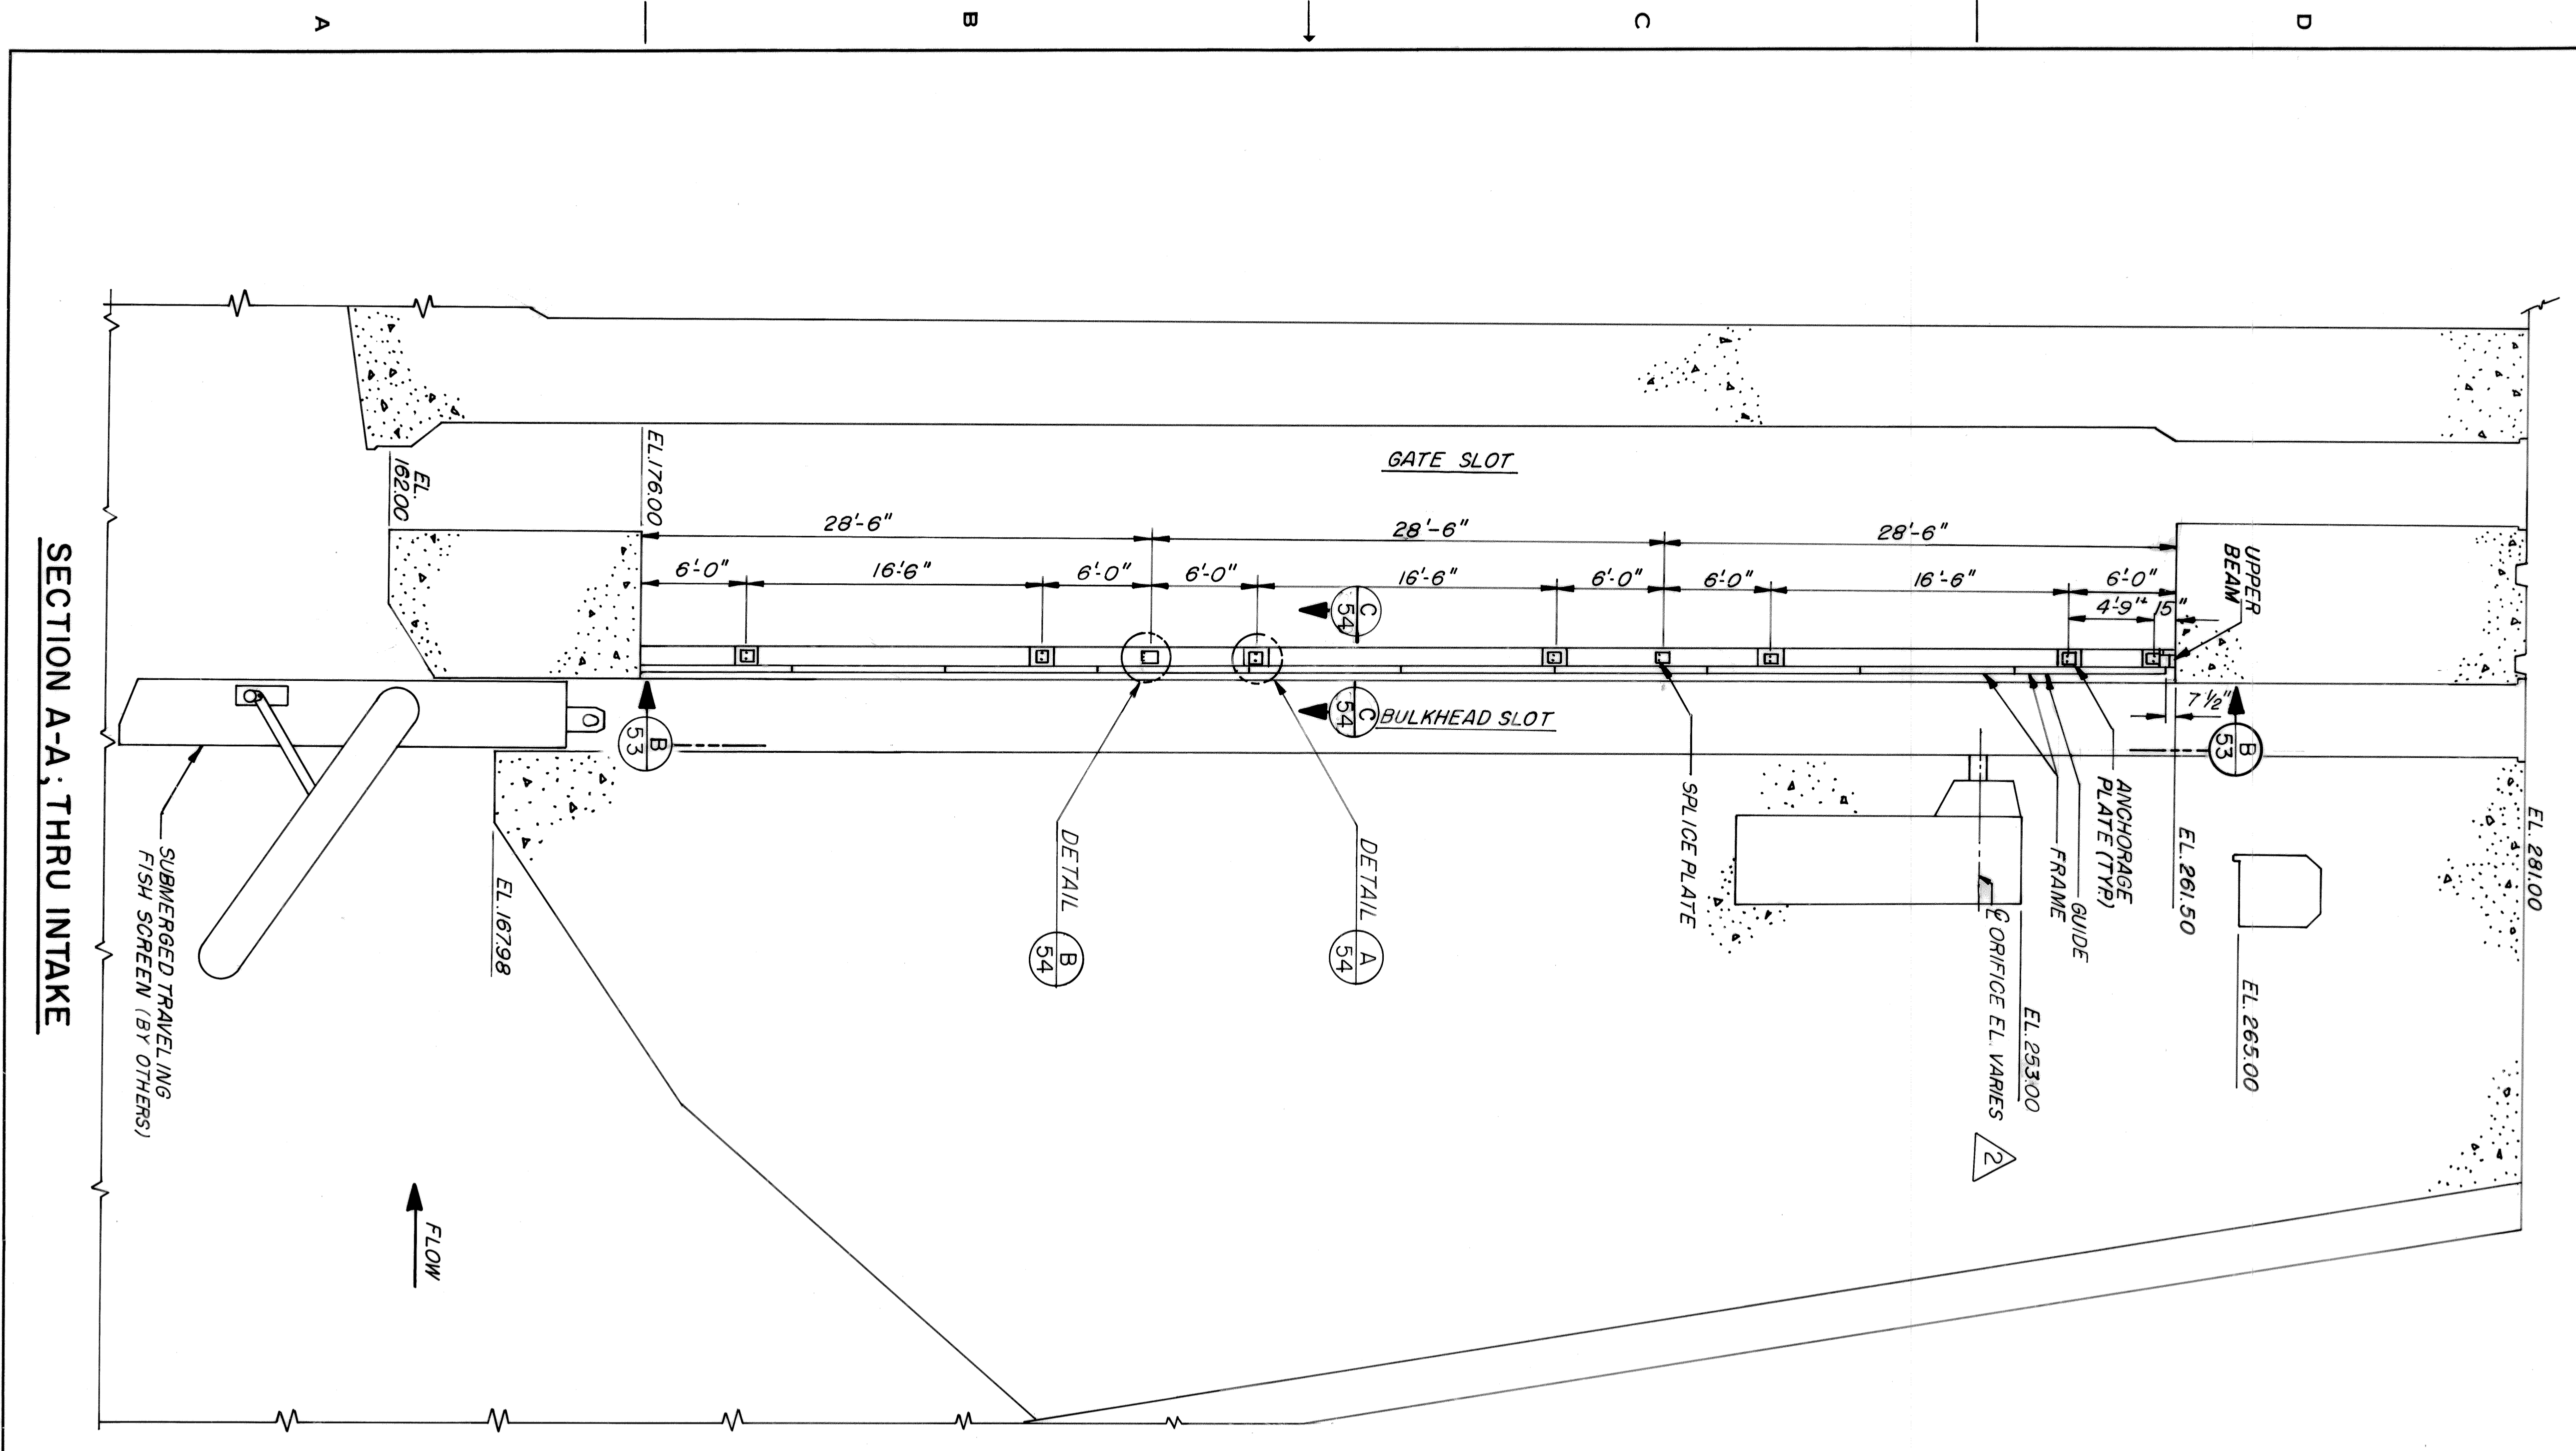 A
B
C
D
EL. 281.00
EL. 265.00
EL. 261.50
EL. 253.00
℄ ORIFICE EL. VARIES
2
UPPER
BEAM
GATE SLOT
EL. 176.00
EL.
162.00
28'-6"
28'-6"
28'-6"
6'-0"
16'-6"
6'-0"
6'-0"
16'-6"
6'-0"
6'-0"
16'-6"
6'-0"
4'-9"±
15"
7 1/2"
C
54
C
54
BULKHEAD SLOT
B
53
B
53
ANCHORAGE
PLATE (TYP.)
GUIDE
FRAME
SPLICE PLATE
DETAIL
A
54
DETAIL
B
54
EL. 167.98
SUBMERGED TRAVELING
FISH SCREEN (BY OTHERS)
FLOW
SECTION A-A; THRU INTAKE